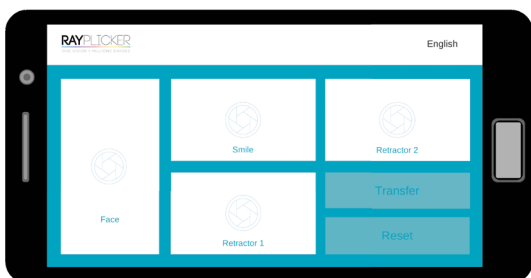 RAYPLICKER
English
Face
Smile
Retractor 2
Retractor 1
Transfer
Reset